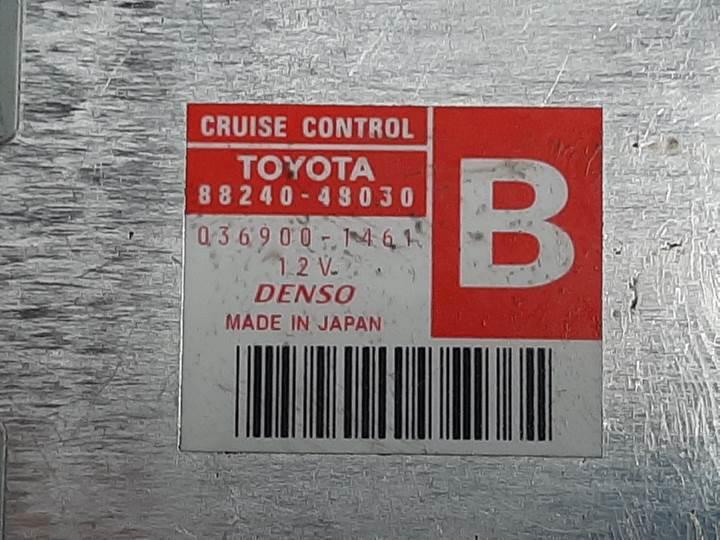 CRUISE CONTROL
TOYOTA
88240-48030
B
036900-1461
12V
DENSO
MADE IN JAPAN